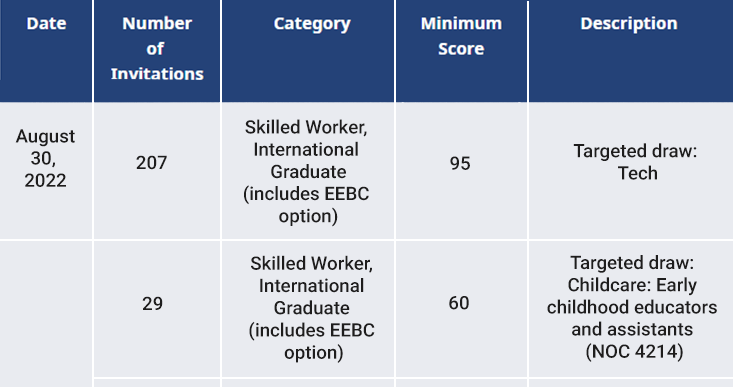 Date
Number
of
Invitations
Category
Minimum
Score
Description
August
30,
2022
207
Skilled Worker,
International
Graduate
(includes EEBC
option)
95
Targeted draw:
Tech
29
Skilled Worker,
International
Graduate
(includes EEBC
option)
60
Targeted draw:
Childcare: Early
childhood educators
and assistants
(NOC 4214)